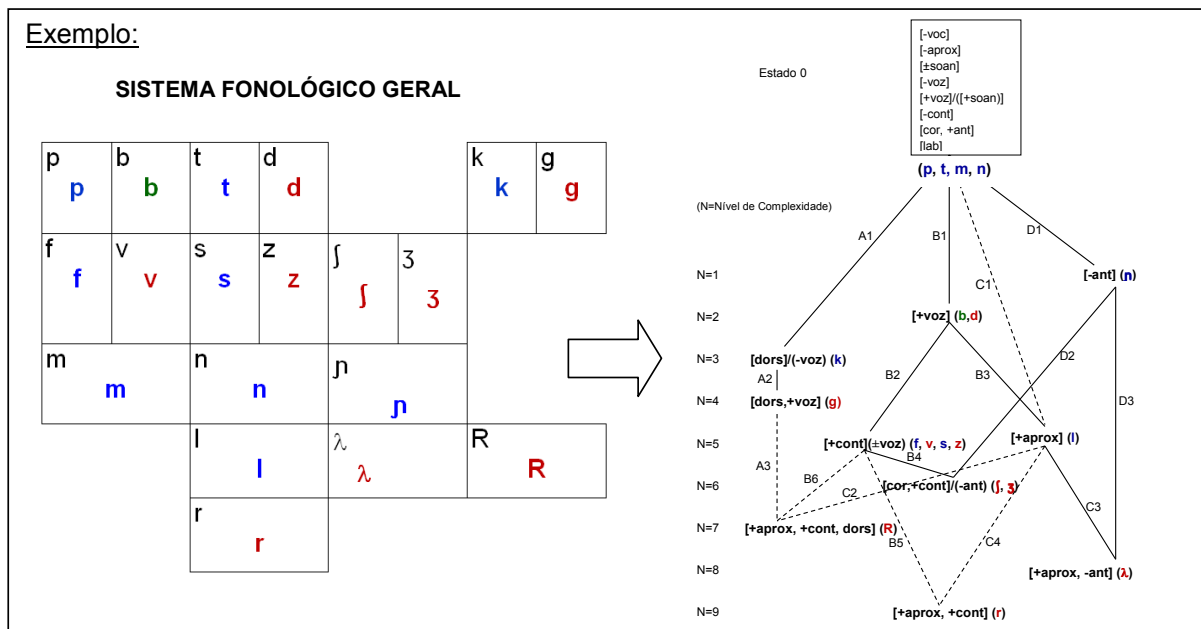 Exemplo:
SISTEMA FONOLÓGICO GERAL
p b t d k g
p b t d k g
f v s z ʃ ʒ
f v s z ʃ ʒ
m n ɲ
m n ɲ
l λ R
l λ R
r
r
Estado 0
[-voc]
[-aprox]
[±soan]
[-voz]
[+voz]/([+soan)]
[-cont]
[cor, +ant]
[lab]
(p, t, m, n)
(N=Nível de Complexidade)
A1 B1 D1
N=1 C1 [-ant] (ɲ)
N=2 [+voz] (b,d)
N=3 [dors]/(-voz) (k) D2
A2 B2 B3
N=4 [dors,+voz] (g) D3
N=5 [+cont](±voz) (f, v, s, z) [+aprox] (l)
A3 B6 B4
N=6 C2 [cor,+cont]/(-ant) (ʃ, ʒ)
C3
N=7 [+aprox, +cont, dors] (R)
B5 C4
N=8 [+aprox, -ant] (λ)
N=9 [+aprox, +cont] (r)